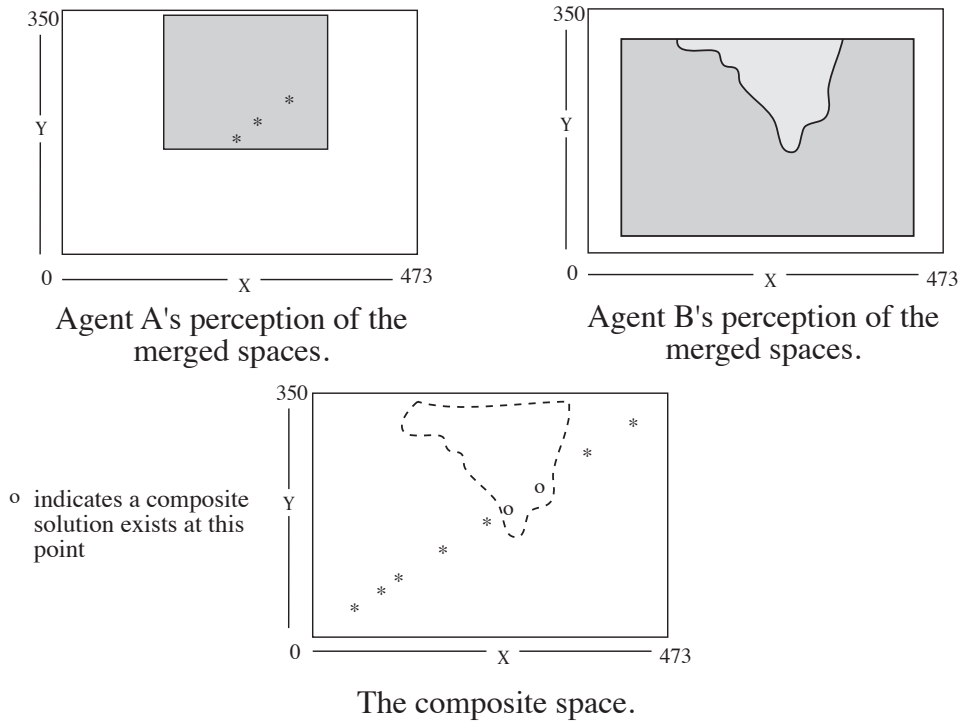 350
Y
0
X
473
Agent A's perception of the
merged spaces.
350
Y
0
X
473
Agent B's perception of the
merged spaces.
o indicates a composite
solution exists at this
point
350
Y
* * * * * * * *
o o
0
X
473
The composite space.